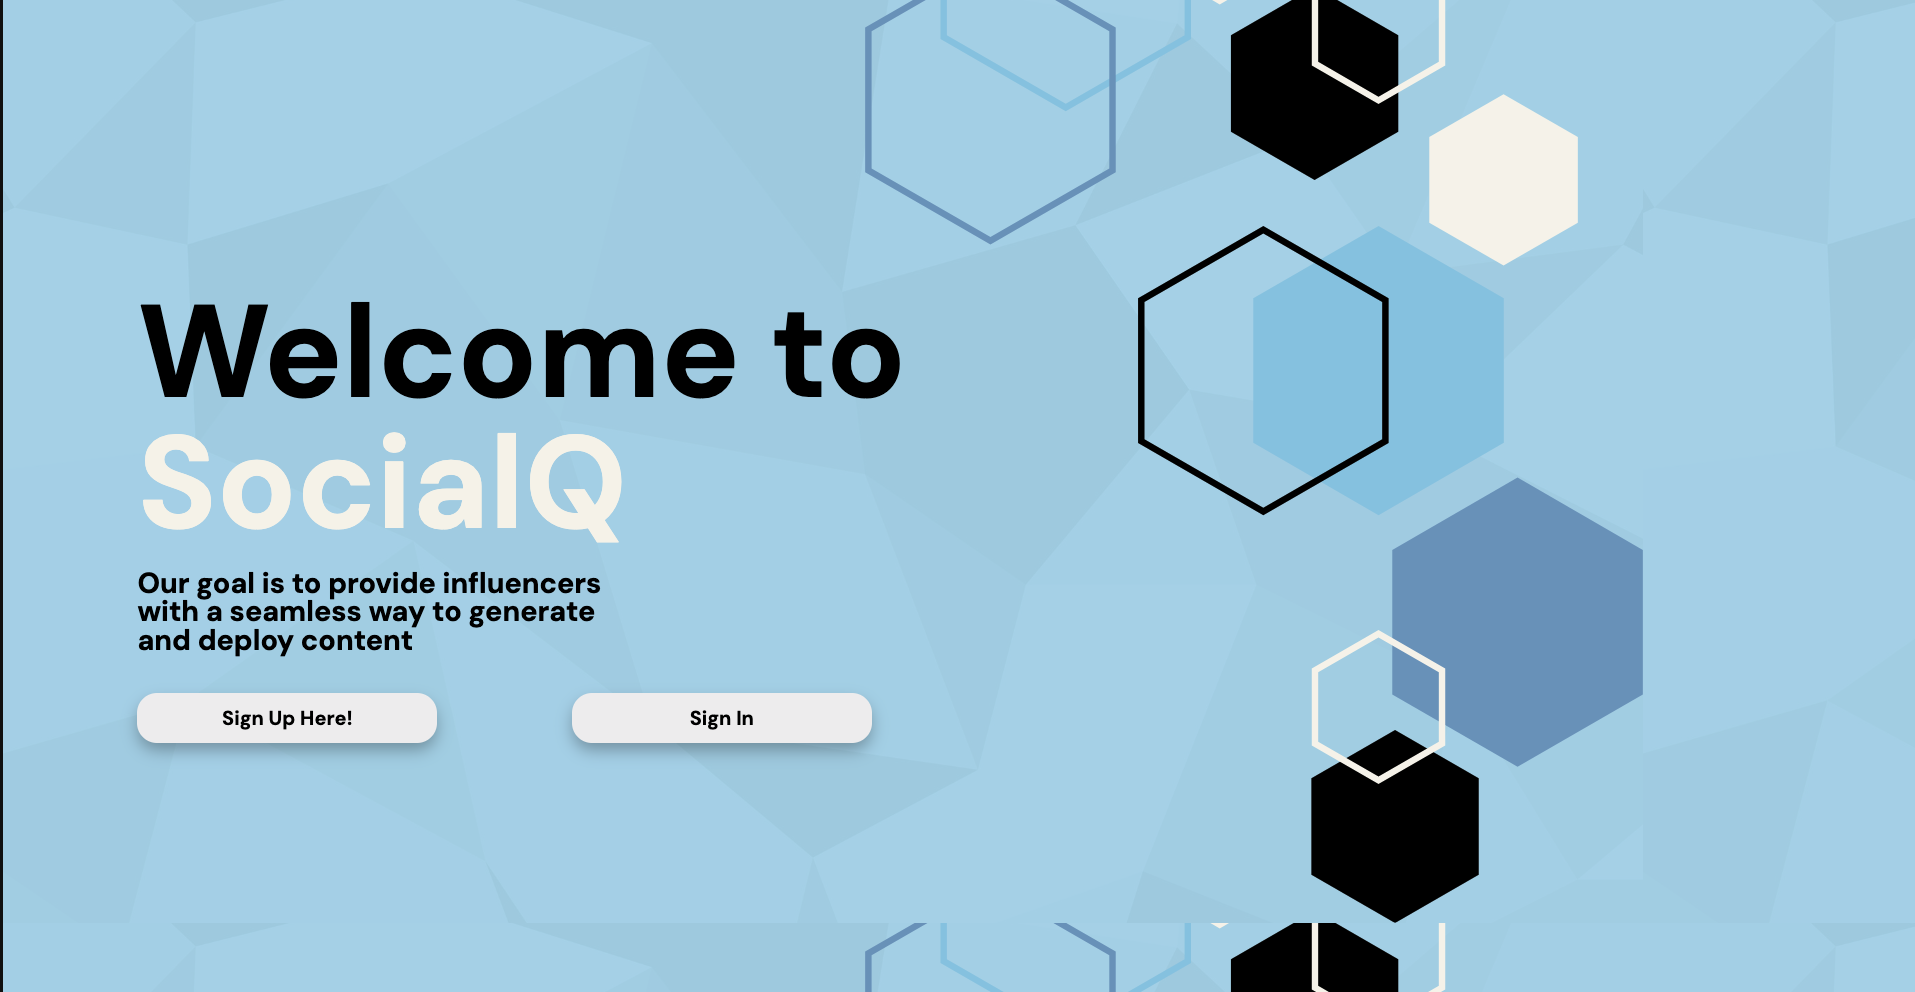 Welcome to
SocialQ
Our goal is to provide influencers
with a seamless way to generate
and deploy content
Sign Up Here!
Sign In